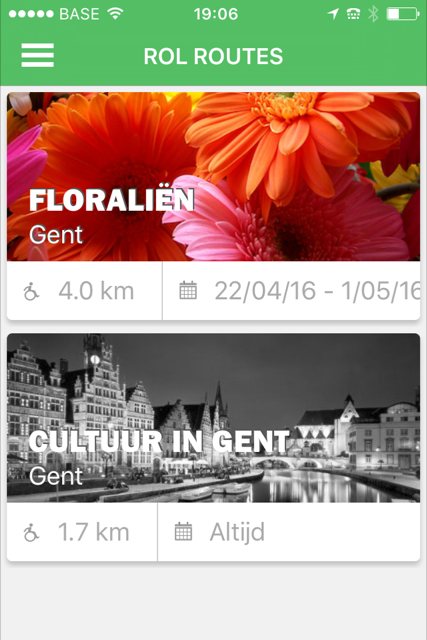 BASE 19:06
ROL ROUTES
FLORALIËN
Gent
4.0 km 22/04/16 - 1/05/16
CULTUUR IN GENT
Gent
1.7 km Altijd